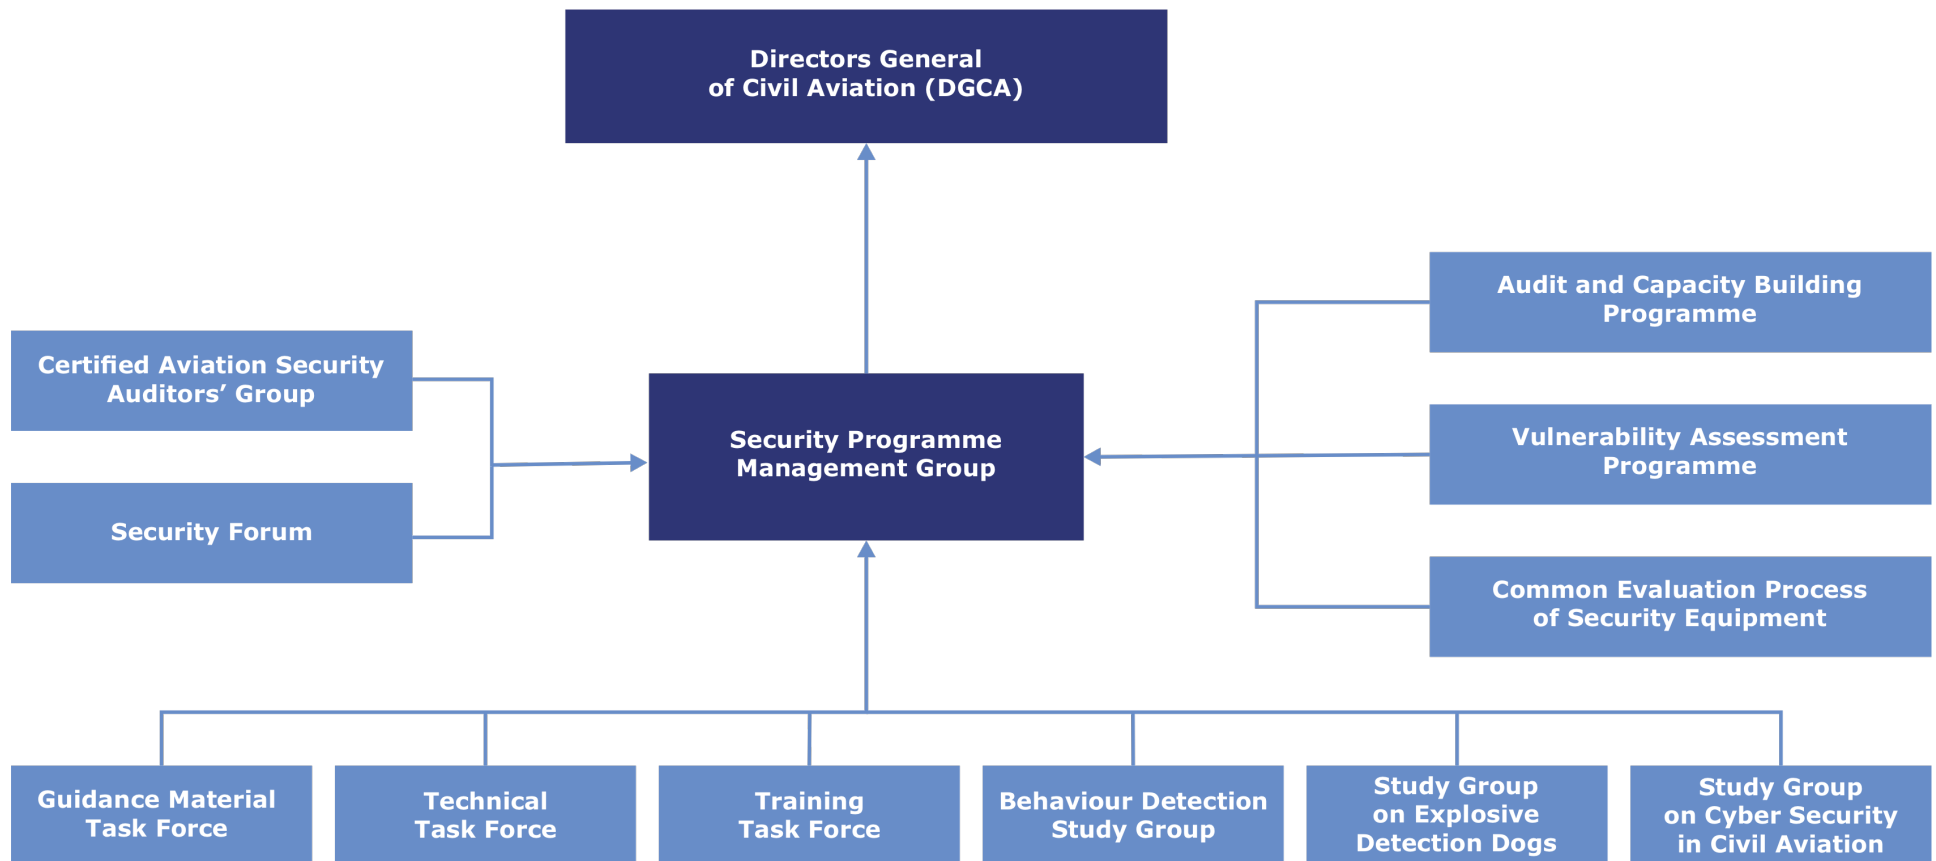 Directors General
of Civil Aviation (DGCA)
Audit and Capacity Building
Programme
Certified Aviation Security
Auditors’ Group
Vulnerability Assessment
Programme
Security Programme
Management Group
Security Forum
Common Evaluation Process
of Security Equipment
Guidance Material
Task Force
Technical
Task Force
Training
Task Force
Behaviour Detection
Study Group
Study Group
on Explosive
Detection Dogs
Study Group
on Cyber Security
in Civil Aviation